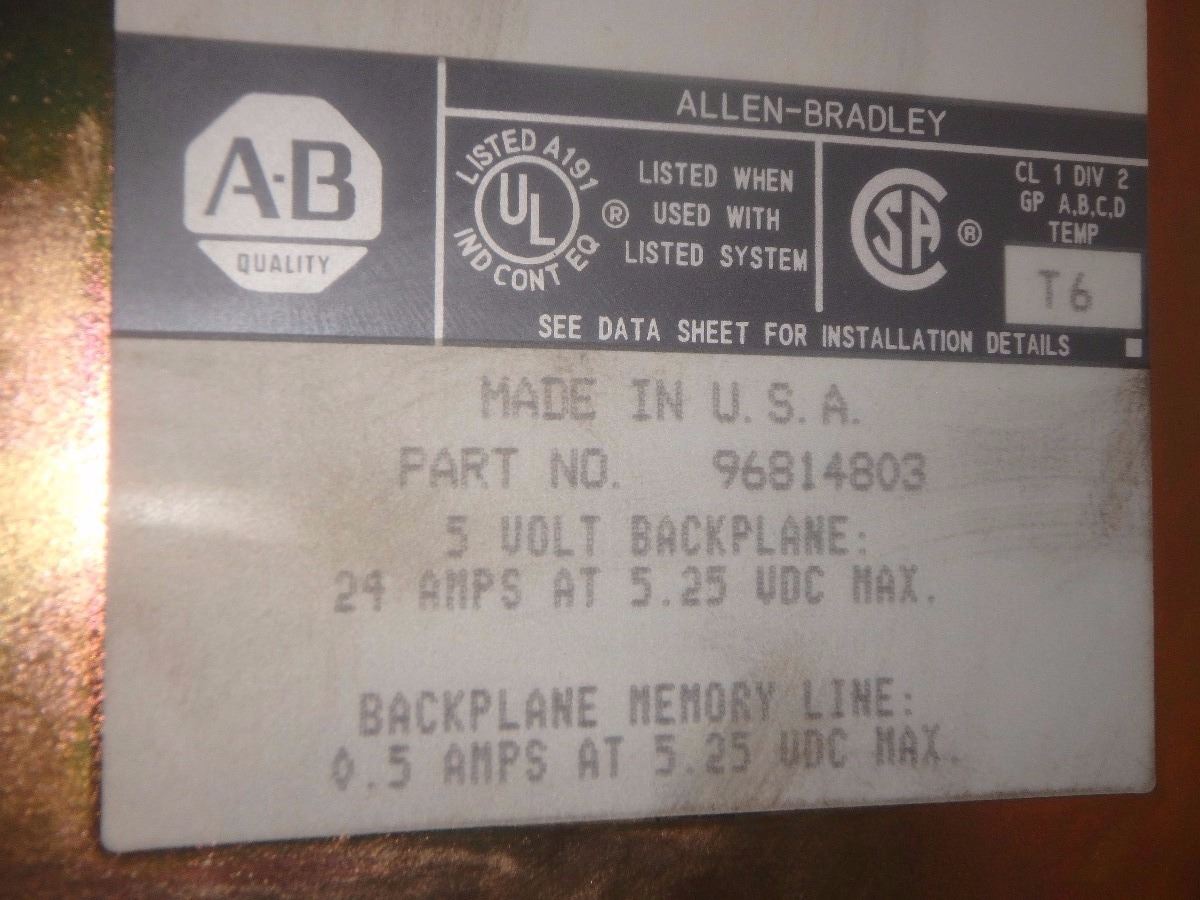 ALLEN-BRADLEY
A-B
QUALITY
LISTED A191
UL
IND CONT EQ
®
LISTED WHEN
USED WITH
LISTED SYSTEM
SA
®
CL 1 DIV 2
GP A,B,C,D
TEMP
T6
SEE DATA SHEET FOR INSTALLATION DETAILS
MADE IN U.S.A.
PART NO. 96814803
5 VOLT BACKPLANE:
24 AMPS AT 5.25 VDC MAX.
BACKPLANE MEMORY LINE:
0.5 AMPS AT 5.25 VDC MAX.